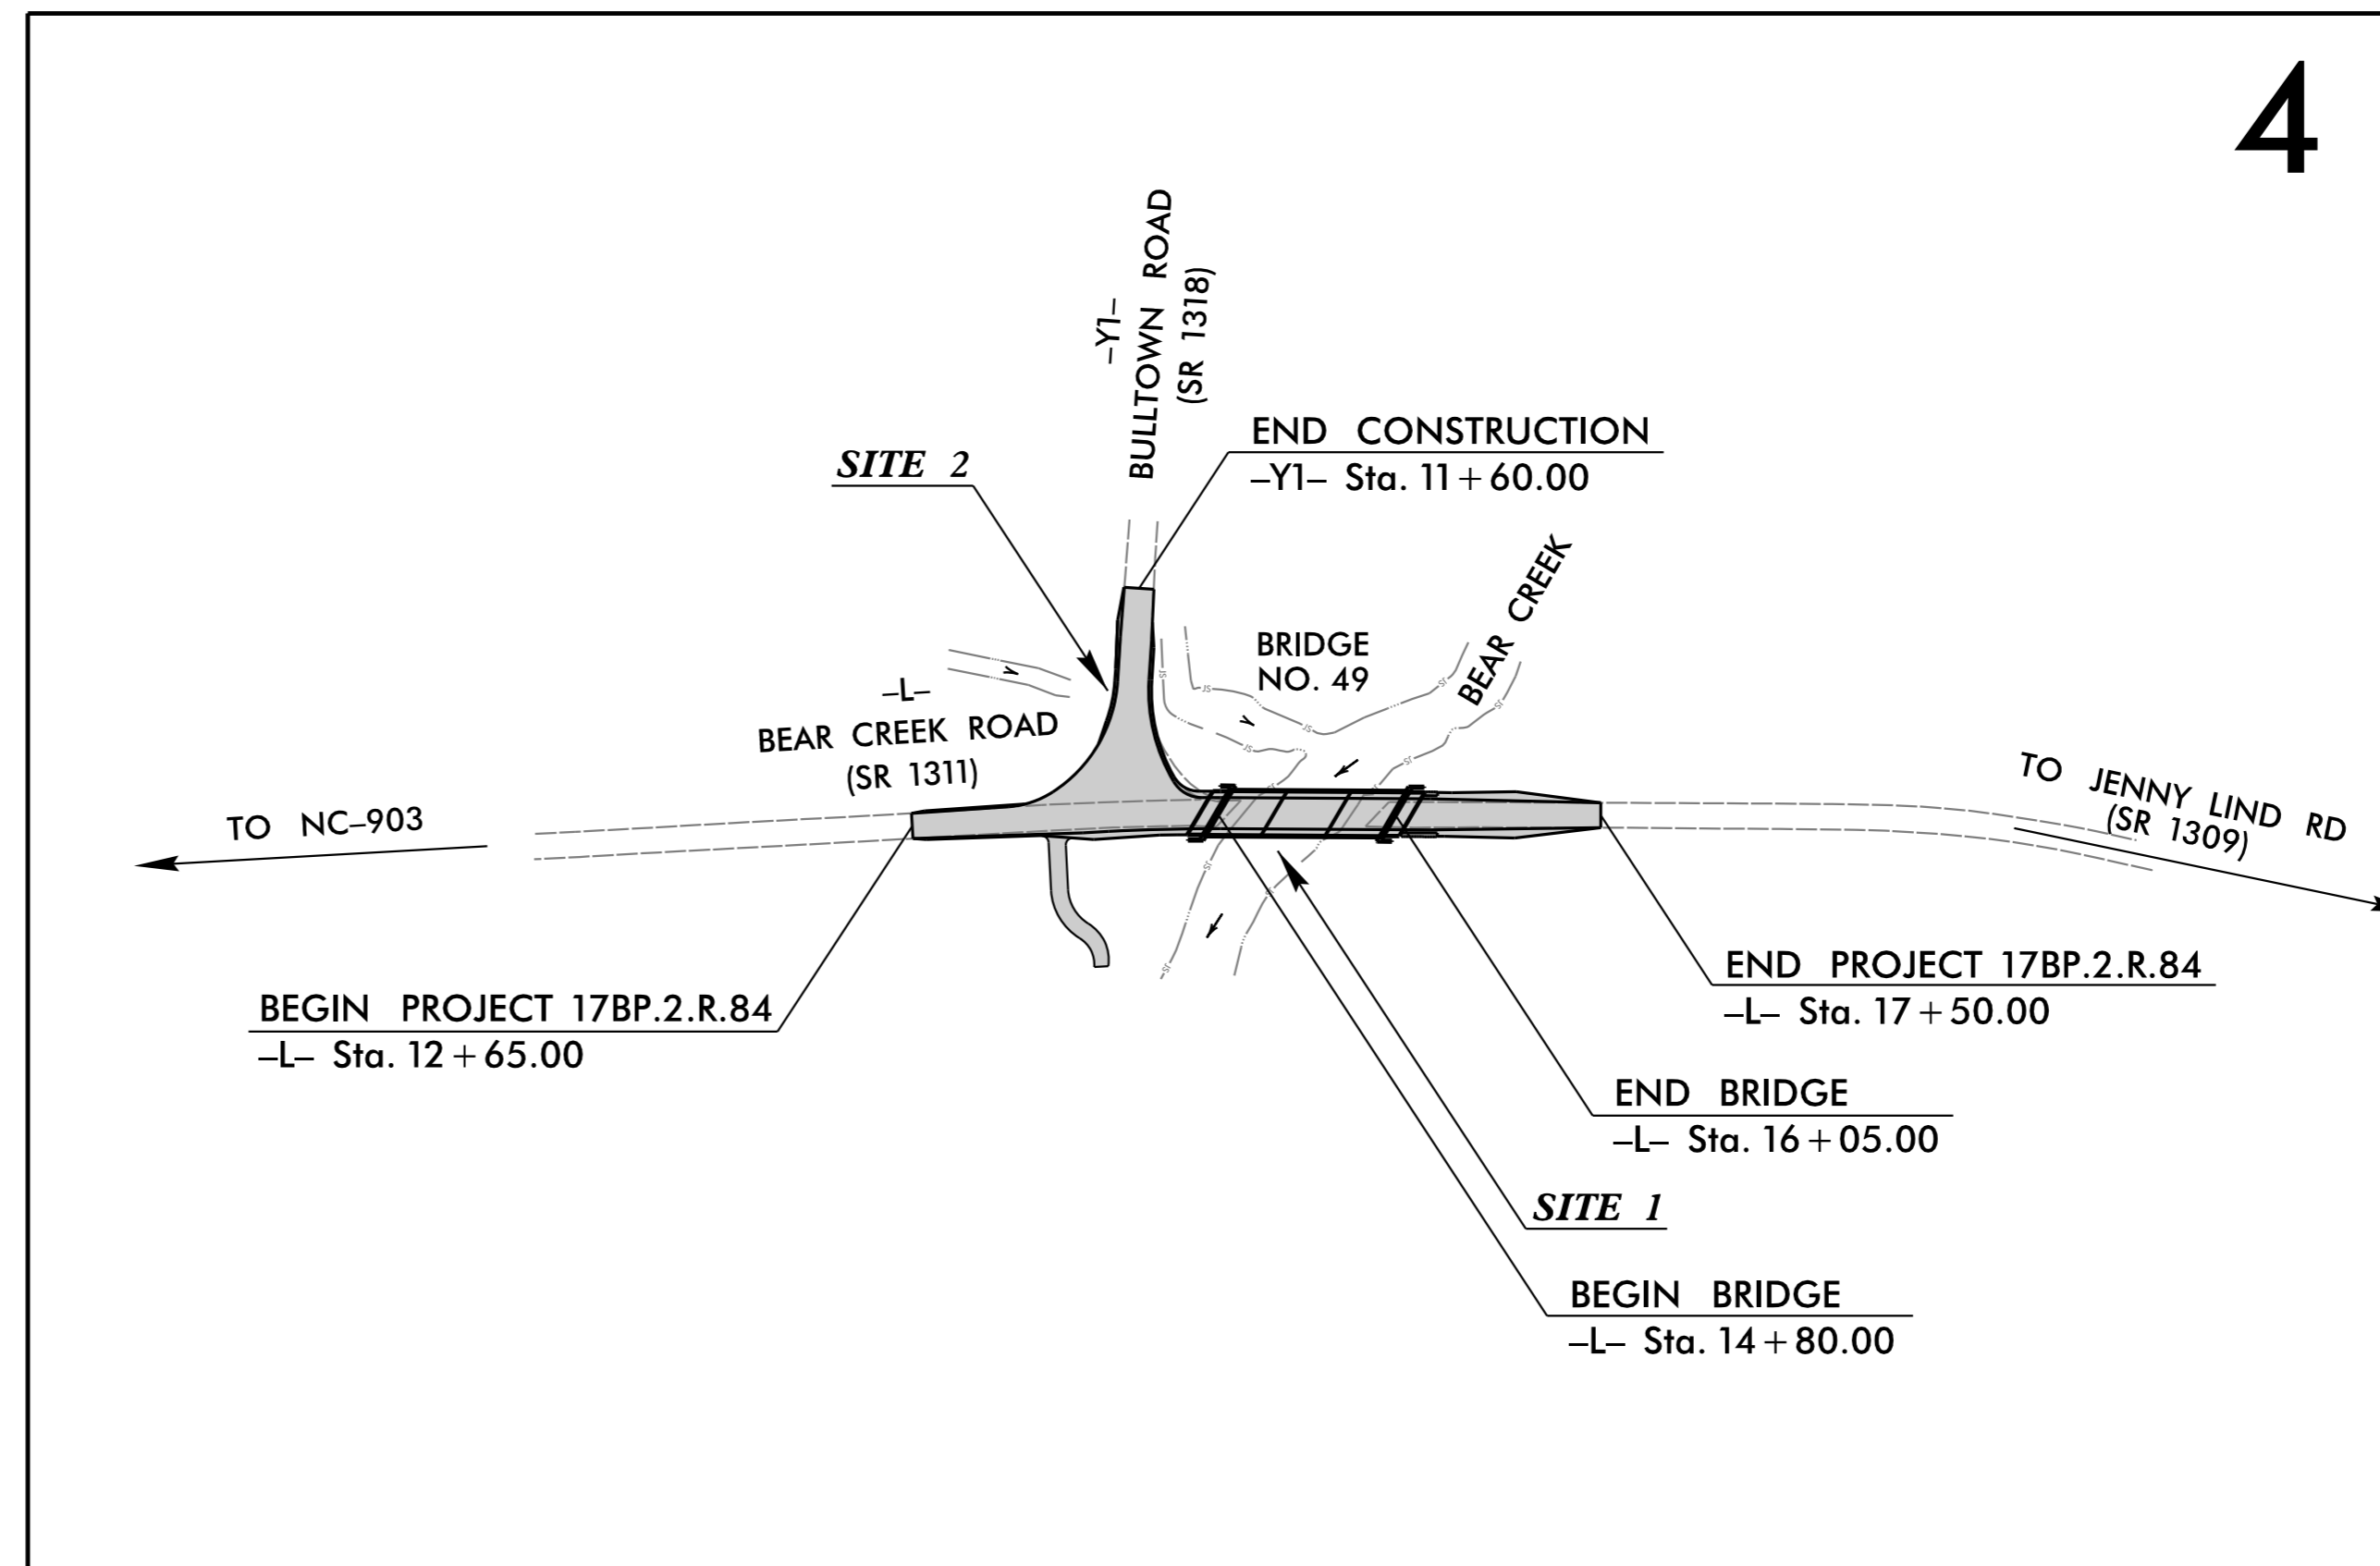 4
-Y1-
BULLTOWN ROAD
(SR 1318)
SITE 2
END CONSTRUCTION
-Y1- Sta. 11+60.00
BEAR CREEK
BRIDGE
NO. 49
-L-
BEAR CREEK ROAD
(SR 1311)
TO NC-903
TO JENNY LIND RD
(SR 1309)
BEGIN PROJECT 17BP.2.R.84
-L- Sta. 12+65.00
END PROJECT 17BP.2.R.84
-L- Sta. 17+50.00
END BRIDGE
-L- Sta. 16+05.00
SITE 1
BEGIN BRIDGE
-L- Sta. 14+80.00